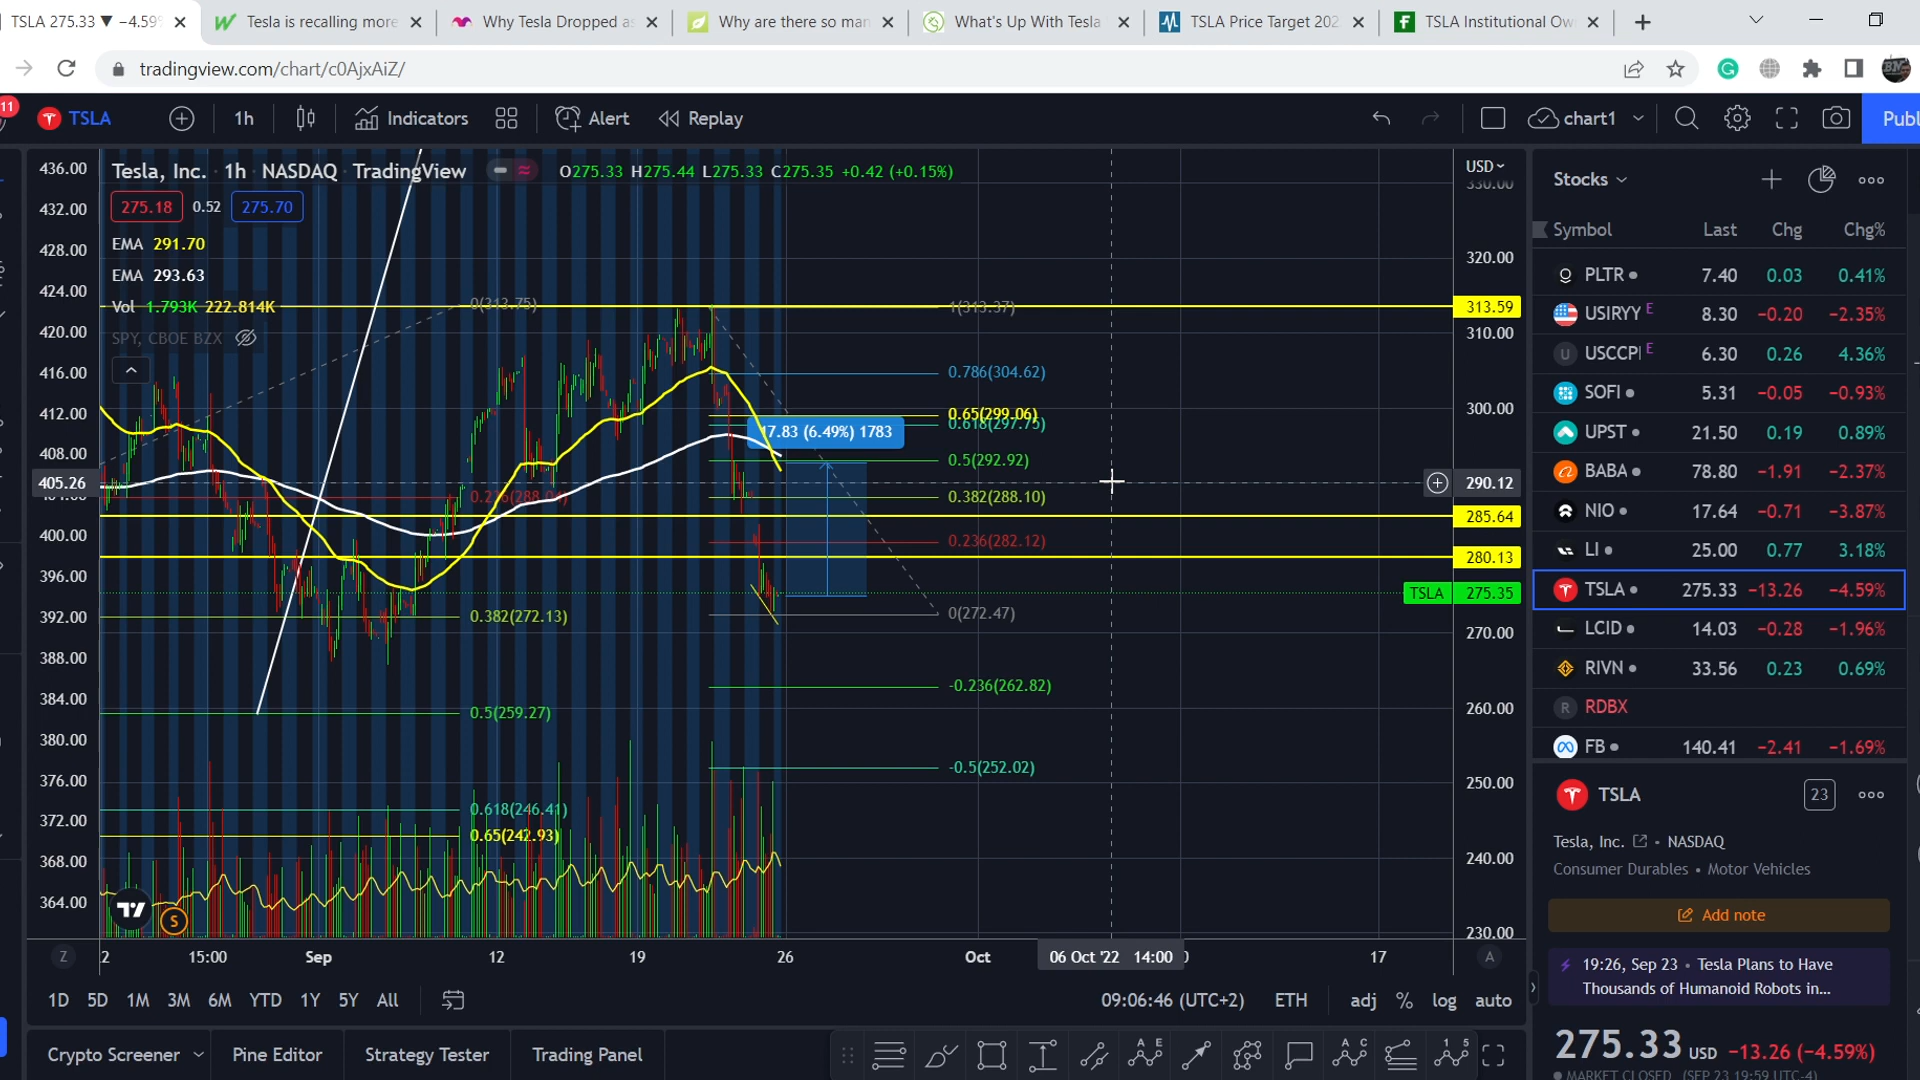 TSLA 275.33 ▼ −4.59
Tesla is recalling more
Why Tesla Dropped as
Why are there so man
What's Up With Tesla
TSLA Price Target 202
TSLA Institutional Ow
tradingview.com/chart/c0AjxAiZ/
11
TSLA
1h
Indicators
Alert
Replay
chart1
Publ
Tesla, Inc. · 1h · NASDAQ · TradingView
O275.33 H275.44 L275.33 C275.35 +0.42 (+0.15%)
275.18 0.52 275.70
EMA 291.70
EMA 293.63
Vol 1.793K 222.814K
SPY, CBOE BZX
436.00
432.00
428.00
424.00
420.00
416.00
412.00
408.00
405.26
400.00
396.00
392.00
388.00
384.00
380.00
376.00
372.00
368.00
364.00
0(313.75)
0.382(272.13)
0.5(259.27)
0.618(246.41)
0.65(242.93)
1(313.37)
0.786(304.62)
0.65(299.06)
0.618(297.75)
17.83 (6.49%) 1783
0.5(292.92)
0.382(288.10)
0.236(282.12)
0(272.47)
-0.236(262.82)
-0.5(252.02)
USD
330.00
320.00
313.59
310.00
300.00
290.12
285.64
280.13
TSLA 275.35
270.00
260.00
250.00
240.00
230.00
Z
2
15:00
Sep
12
19
26
Oct
06 Oct '22 14:00
17
A
S
1D 5D 1M 3M 6M YTD 1Y 5Y All
09:06:46 (UTC+2) ETH adj % log auto
Crypto Screener
Pine Editor
Strategy Tester
Trading Panel
Stocks
Symbol Last Chg Chg%
PLTR 7.40 0.03 0.41%
USIRYY E 8.30 −0.20 −2.35%
U USCCPI E 6.30 0.26 4.36%
SOFI 5.31 −0.05 −0.93%
UPST 21.50 0.19 0.89%
BABA 78.80 −1.91 −2.37%
NIO 17.64 −0.71 −3.87%
LI 25.00 0.77 3.18%
TSLA 275.33 −13.26 −4.59%
LCID 14.03 −0.28 −1.96%
RIVN 33.56 0.23 0.69%
R RDBX
FB 140.41 −2.41 −1.69%
TSLA
23
Tesla, Inc. • NASDAQ
Consumer Durables • Motor Vehicles
Add note
19:26, Sep 23 • Tesla Plans to Have
Thousands of Humanoid Robots in...
275.33 USD −13.26 (−4.59%)
MARKET CLOSED (SEP 23 19:59 UTC-4)